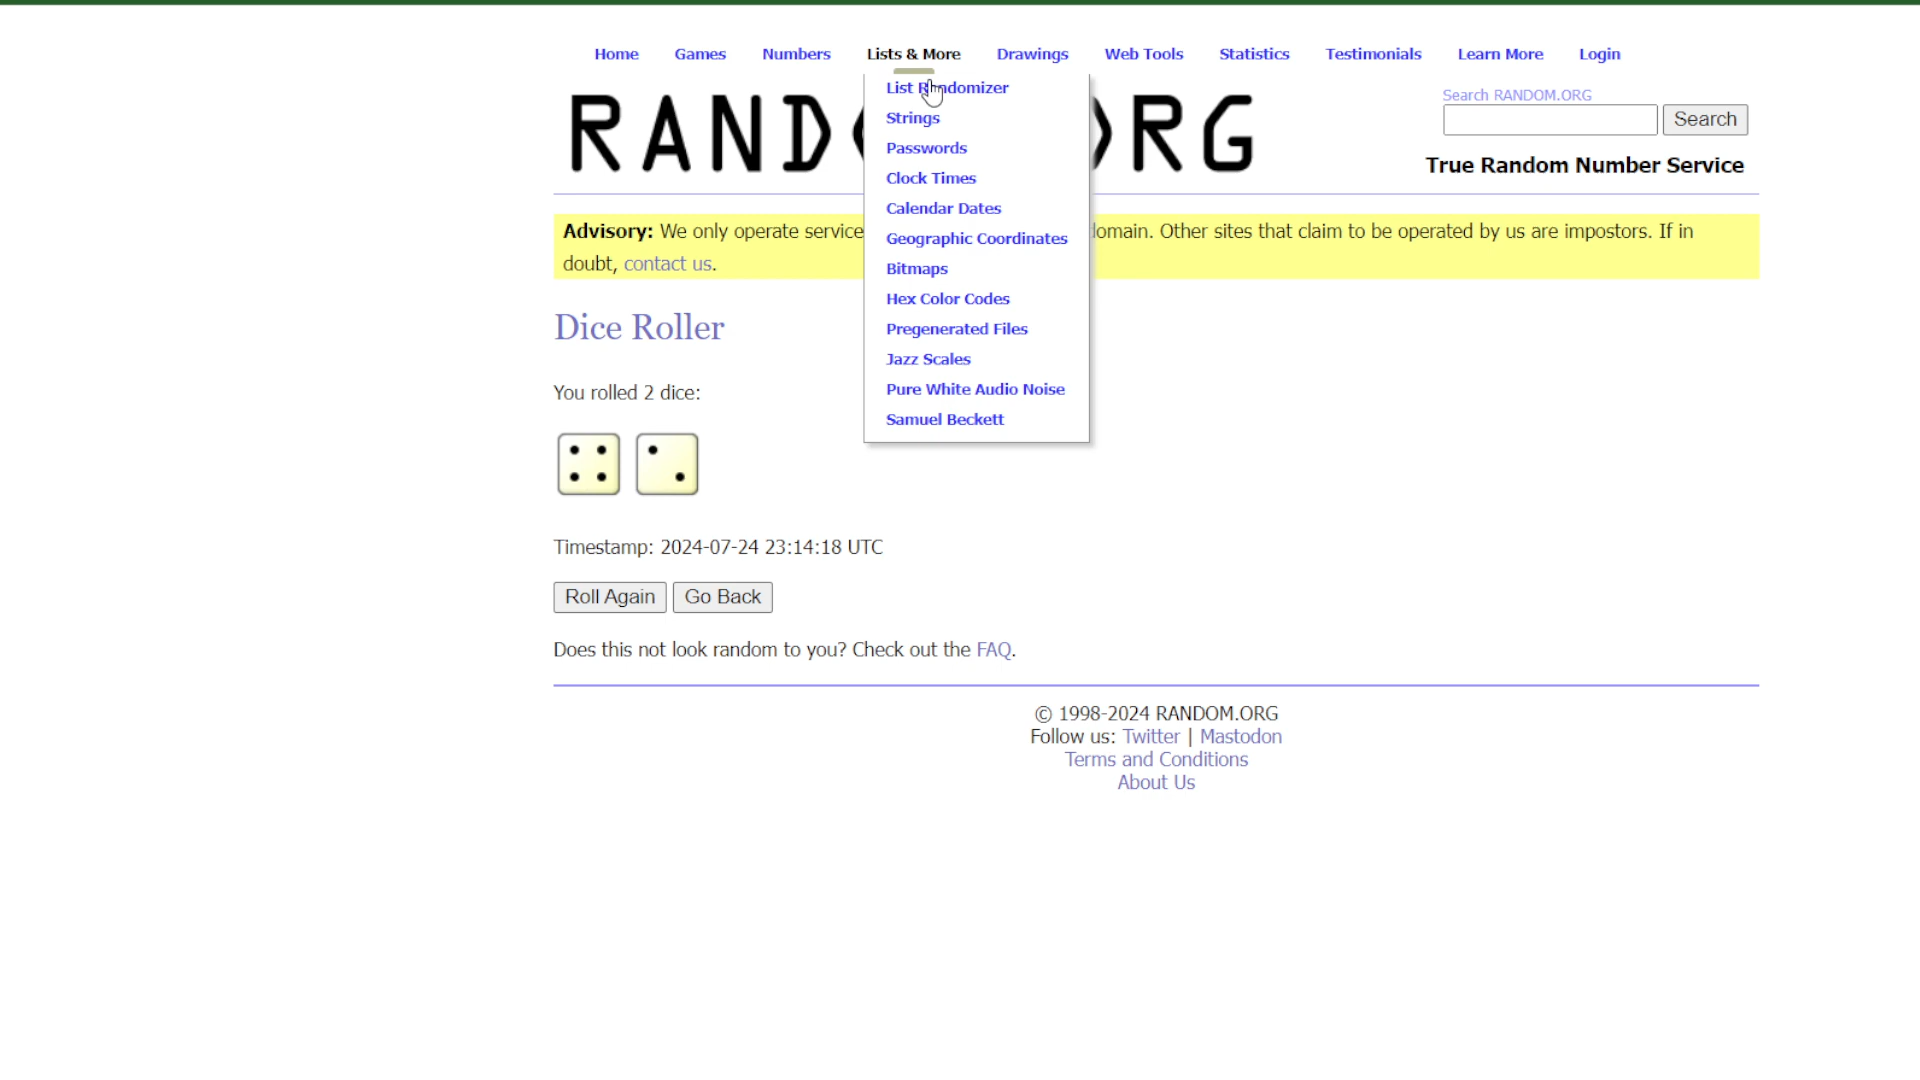 Home Games Numbers Lists & More Drawings Web Tools Statistics Testimonials Learn More Login
List Randomizer
Strings
Passwords
Clock Times
Calendar Dates
Geographic Coordinates
Bitmaps
Hex Color Codes
Pregenerated Files
Jazz Scales
Pure White Audio Noise
Samuel Beckett
RAND RG
Search RANDOM.ORG
Search
True Random Number Service
Advisory: We only operate service omain. Other sites that claim to be operated by us are impostors. If in
doubt, contact us.
Dice Roller
You rolled 2 dice:
Timestamp: 2024-07-24 23:14:18 UTC
Roll Again Go Back
Does this not look random to you? Check out the FAQ.
© 1998-2024 RANDOM.ORG
Follow us: Twitter | Mastodon
Terms and Conditions
About Us